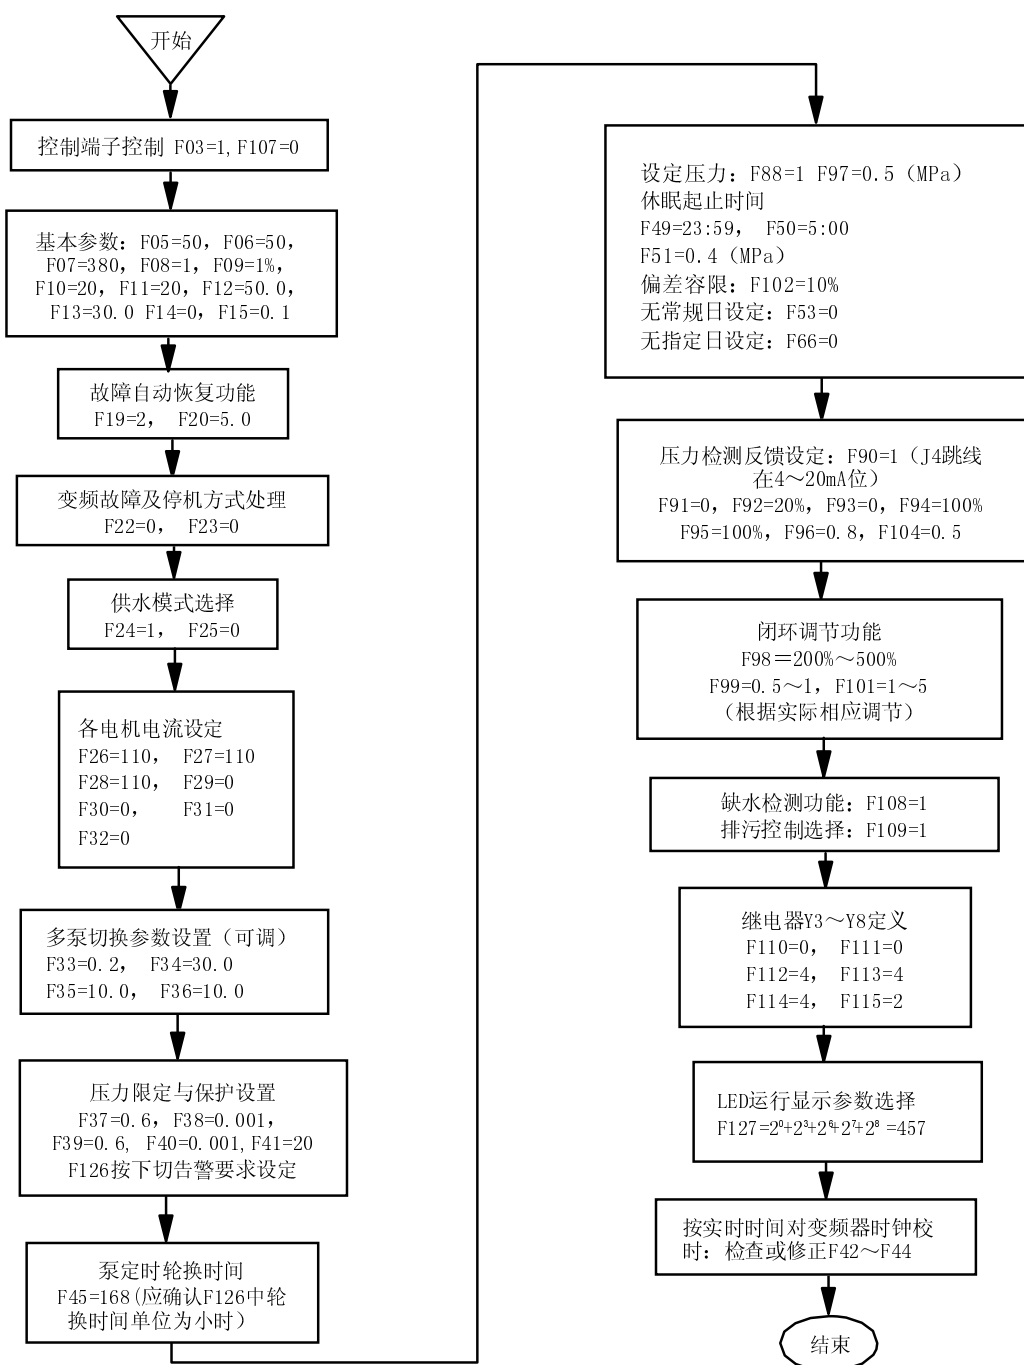 开始
控制端子控制 F03=1,F107=0
基本参数：F05=50，F06=50，
F07=380，F08=1，F09=1%，
F10=20，F11=20，F12=50.0，
F13=30.0 F14=0，F15=0.1
故障自动恢复功能
F19=2， F20=5.0
变频故障及停机方式处理
F22=0， F23=0
供水模式选择
F24=1， F25=0
各电机电流设定
F26=110， F27=110
F28=110， F29=0
F30=0， F31=0
F32=0
多泵切换参数设置（可调）
F33=0.2， F34=30.0
F35=10.0， F36=10.0
压力限定与保护设置
F37=0.6，F38=0.001，
F39=0.6, F40=0.001,F41=20
F126按下切告警要求设定
泵定时轮换时间
F45=168(应确认F126中轮
换时间单位为小时）
设定压力：F88=1 F97=0.5（MPa）
休眠起止时间
F49=23:59， F50=5:00
F51=0.4（MPa）
偏差容限：F102=10%
无常规日设定：F53=0
无指定日设定：F66=0
压力检测反馈设定：F90=1（J4跳线
在4～20mA位）
F91=0，F92=20%，F93=0，F94=100%
F95=100%，F96=0.8，F104=0.5
闭环调节功能
F98＝200%～500%
F99=0.5～1，F101=1～5
（根据实际相应调节）
缺水检测功能：F108=1
排污控制选择：F109=1
继电器Y3～Y8定义
F110=0， F111=0
F112=4， F113=4
F114=4， F115=2
LED运行显示参数选择
F127=2⁰+2³+2⁶+2⁷+2⁸ =457
按实时时间对变频器时钟校
时：检查或修正F42～F44
结束